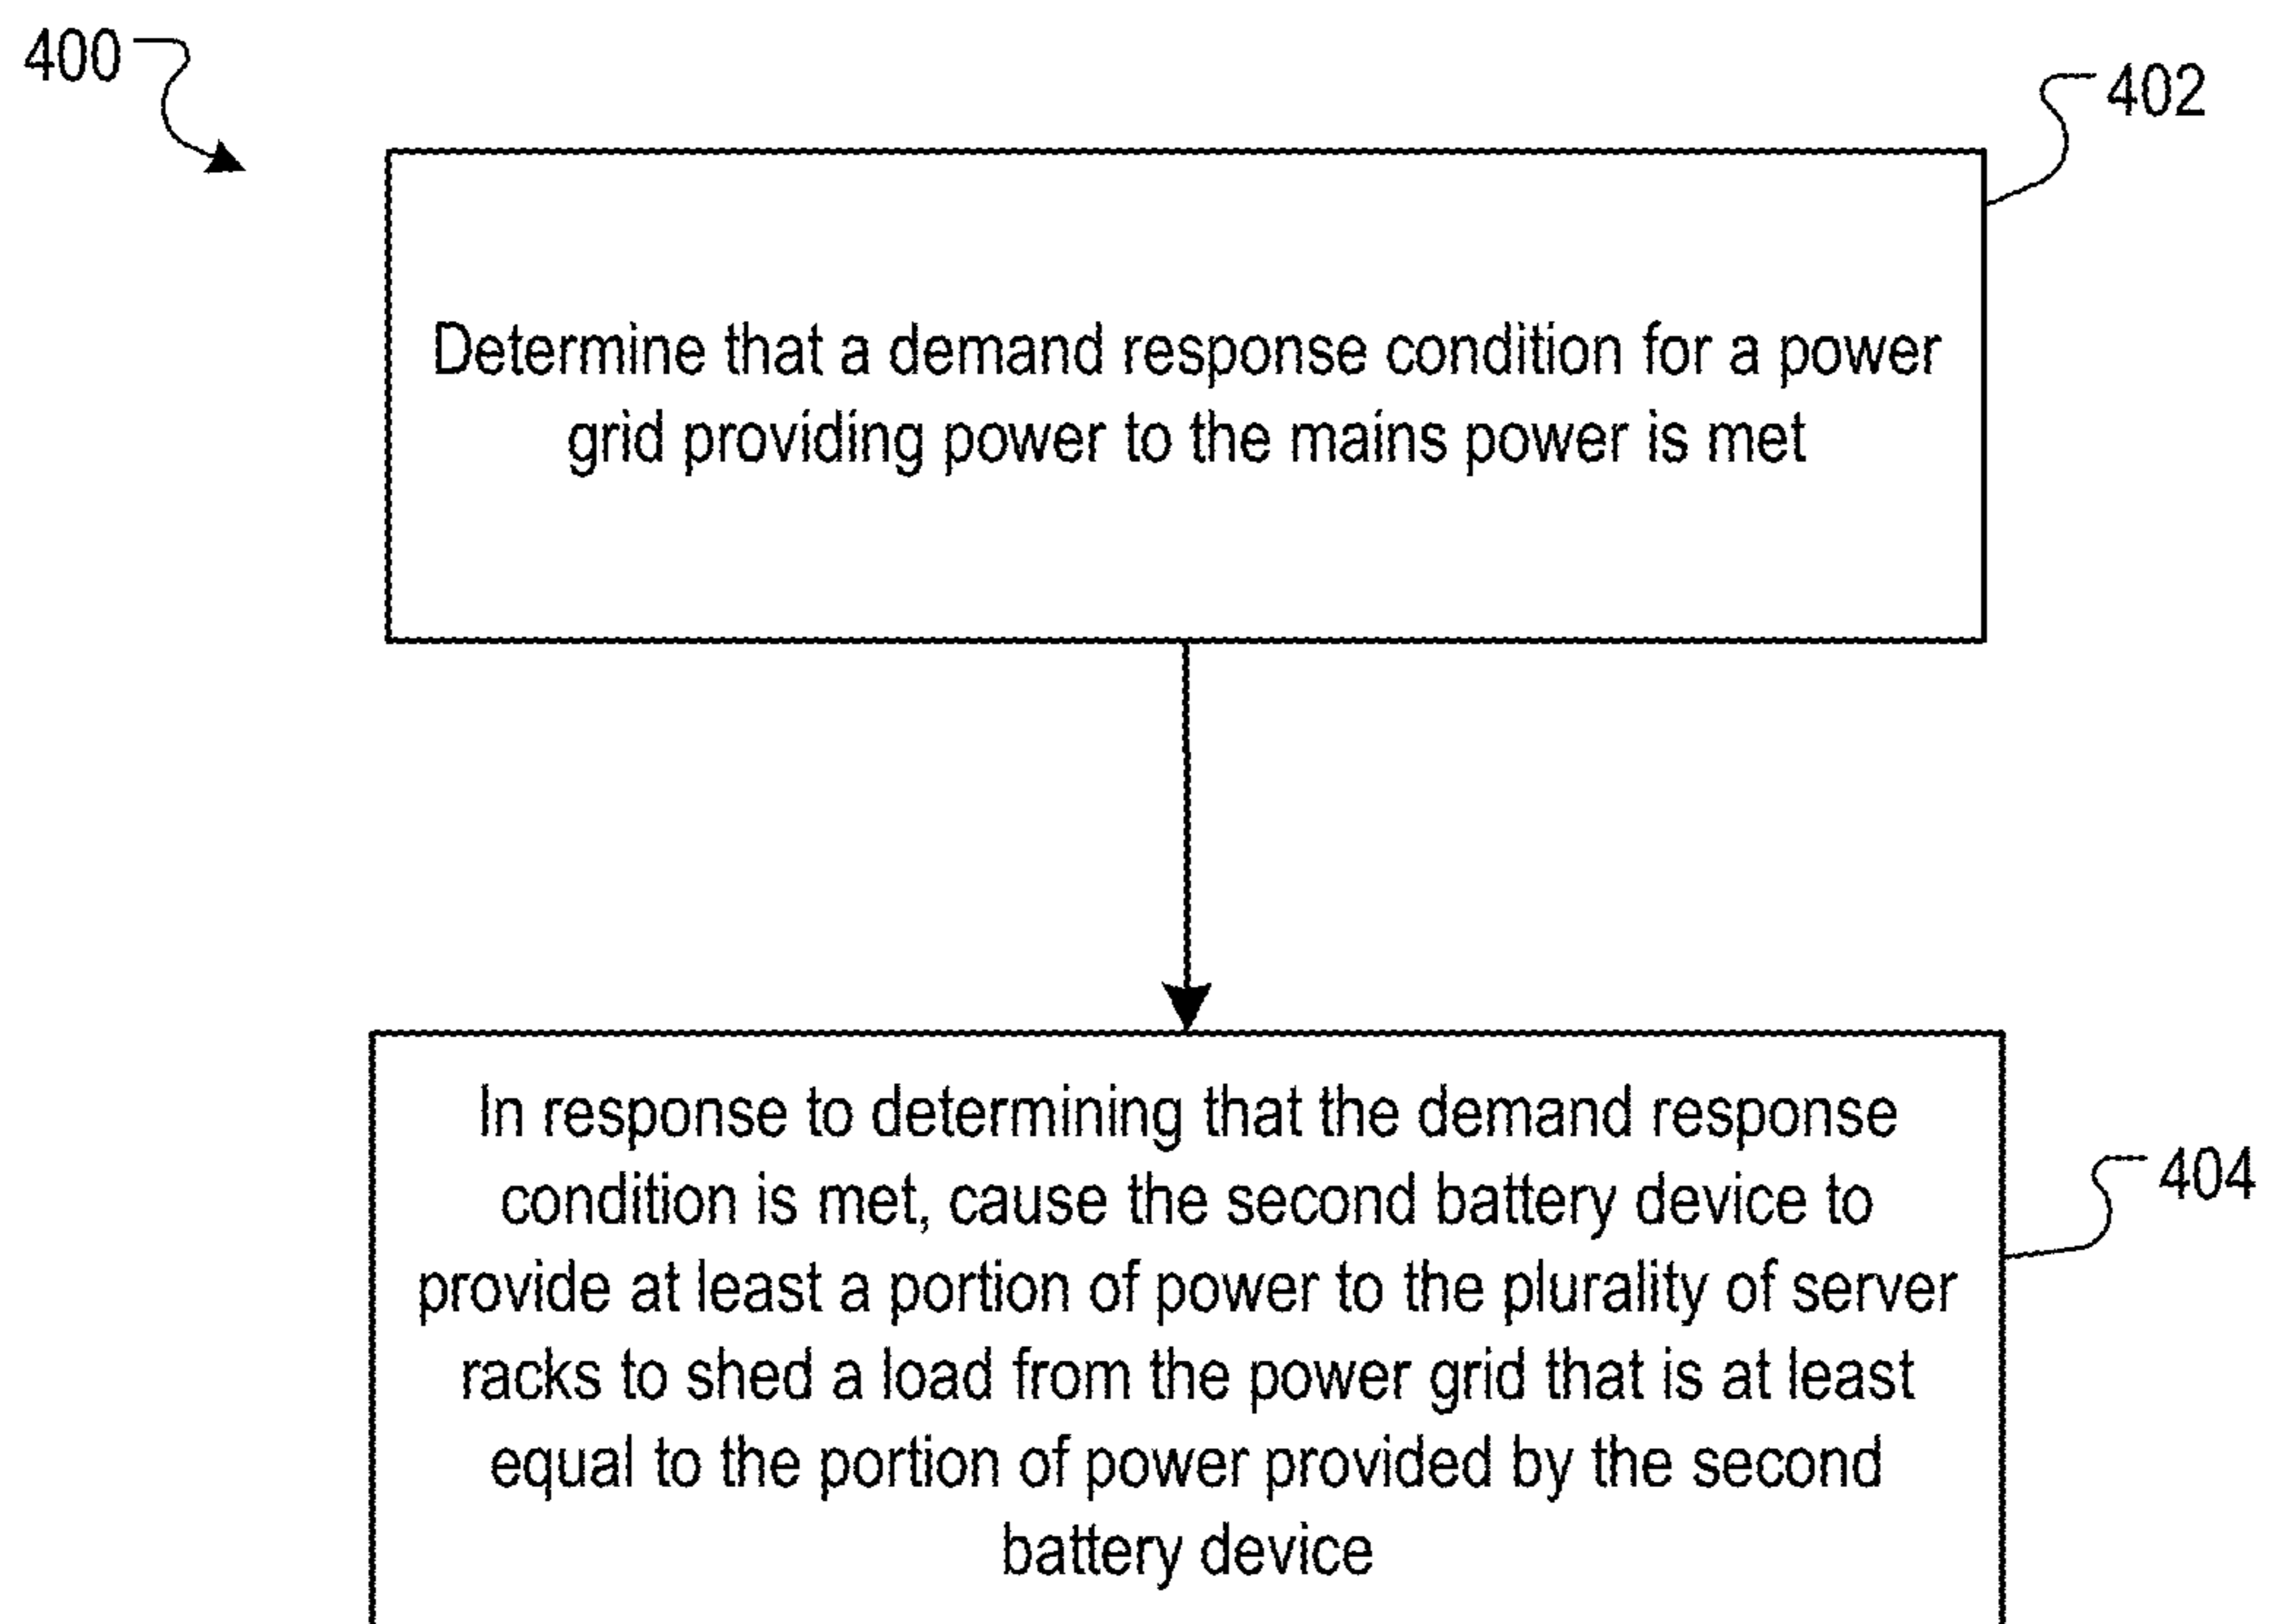 400
402
Determine that a demand response condition for a power
grid providing power to the mains power is met
In response to determining that the demand response
condition is met, cause the second battery device to
provide at least a portion of power to the plurality of server
racks to shed a load from the power grid that is at least
equal to the portion of power provided by the second
battery device
404